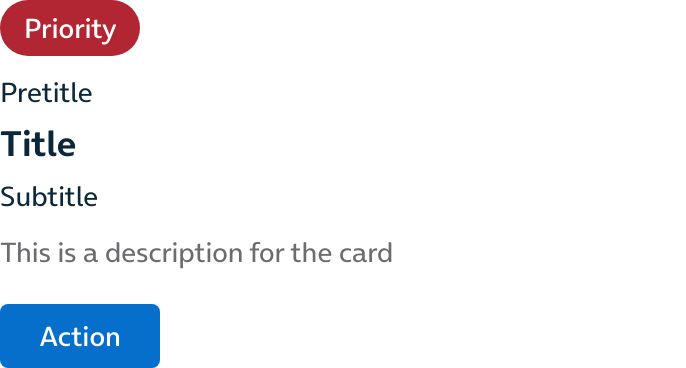 Priority
Pretitle
Title
Subtitle
This is a description for the card
Action